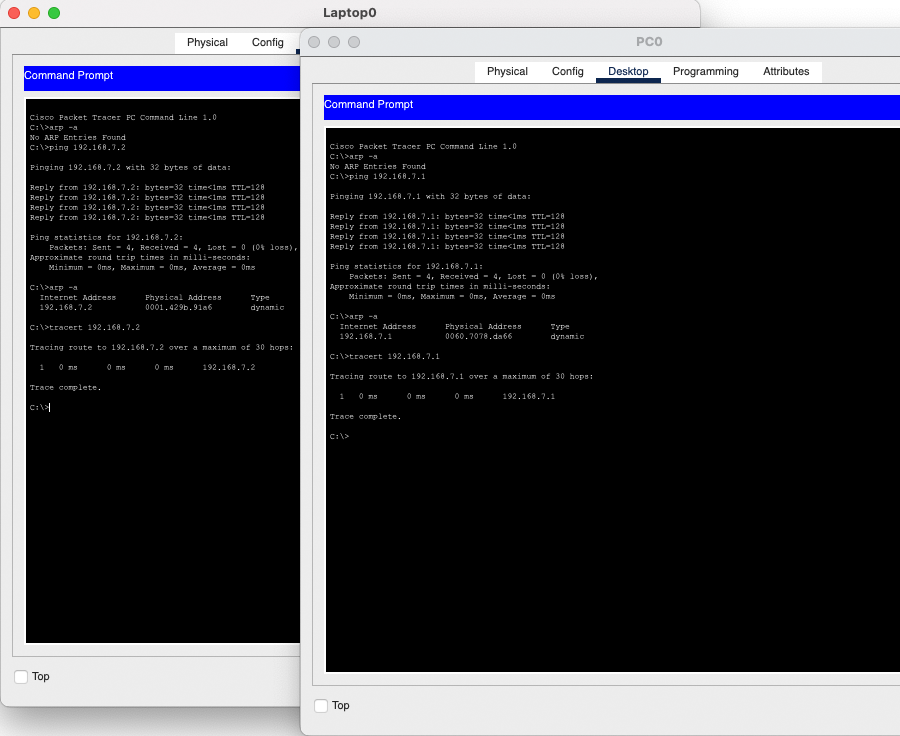 Laptop0
Physical Config
Command Prompt
Cisco Packet Tracer PC Command Line 1.0
C:\>arp -a
No ARP Entries Found
C:\>ping 192.168.7.2
Pinging 192.168.7.2 with 32 bytes of data:
Reply from 192.168.7.2: bytes=32 time<1ms TTL=128
Reply from 192.168.7.2: bytes=32 time<1ms TTL=128
Reply from 192.168.7.2: bytes=32 time<1ms TTL=128
Reply from 192.168.7.2: bytes=32 time<1ms TTL=128
Ping statistics for 192.168.7.2:
Packets: Sent = 4, Received = 4, Lost = 0 (0% loss),
Approximate round trip times in milli-seconds:
Minimum = 0ms, Maximum = 0ms, Average = 0ms
C:\>arp -a
Internet Address Physical Address Type
192.168.7.2 0001.429b.91a6 dynamic
C:\>tracert 192.168.7.2
Tracing route to 192.168.7.2 over a maximum of 30 hops:
1 0 ms 0 ms 0 ms 192.168.7.2
Trace complete.
C:\>
Top
PC0
Physical Config Desktop Programming Attributes
Command Prompt
Cisco Packet Tracer PC Command Line 1.0
C:\>arp -a
No ARP Entries Found
C:\>ping 192.168.7.1
Pinging 192.168.7.1 with 32 bytes of data:
Reply from 192.168.7.1: bytes=32 time<1ms TTL=128
Reply from 192.168.7.1: bytes=32 time<1ms TTL=128
Reply from 192.168.7.1: bytes=32 time<1ms TTL=128
Reply from 192.168.7.1: bytes=32 time<1ms TTL=128
Ping statistics for 192.168.7.1:
Packets: Sent = 4, Received = 4, Lost = 0 (0% loss),
Approximate round trip times in milli-seconds:
Minimum = 0ms, Maximum = 0ms, Average = 0ms
C:\>arp -a
Internet Address Physical Address Type
192.168.7.1 0060.7078.da66 dynamic
C:\>tracert 192.168.7.1
Tracing route to 192.168.7.1 over a maximum of 30 hops:
1 0 ms 0 ms 0 ms 192.168.7.1
Trace complete.
C:\>
Top